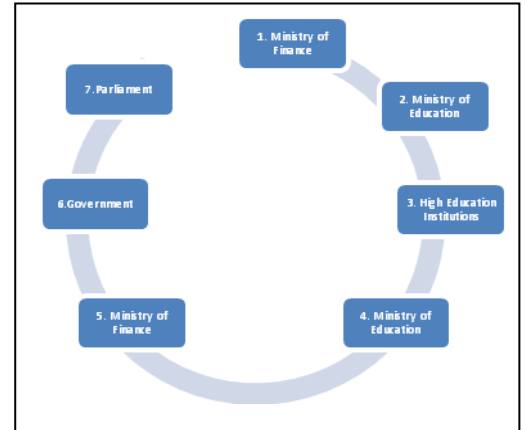 1. Ministry of
Finance
2. Ministry of
Education
3. High Education
Institutions
4. Ministry of
Education
5. Ministry of
Finance
6.Government
7.Parliament